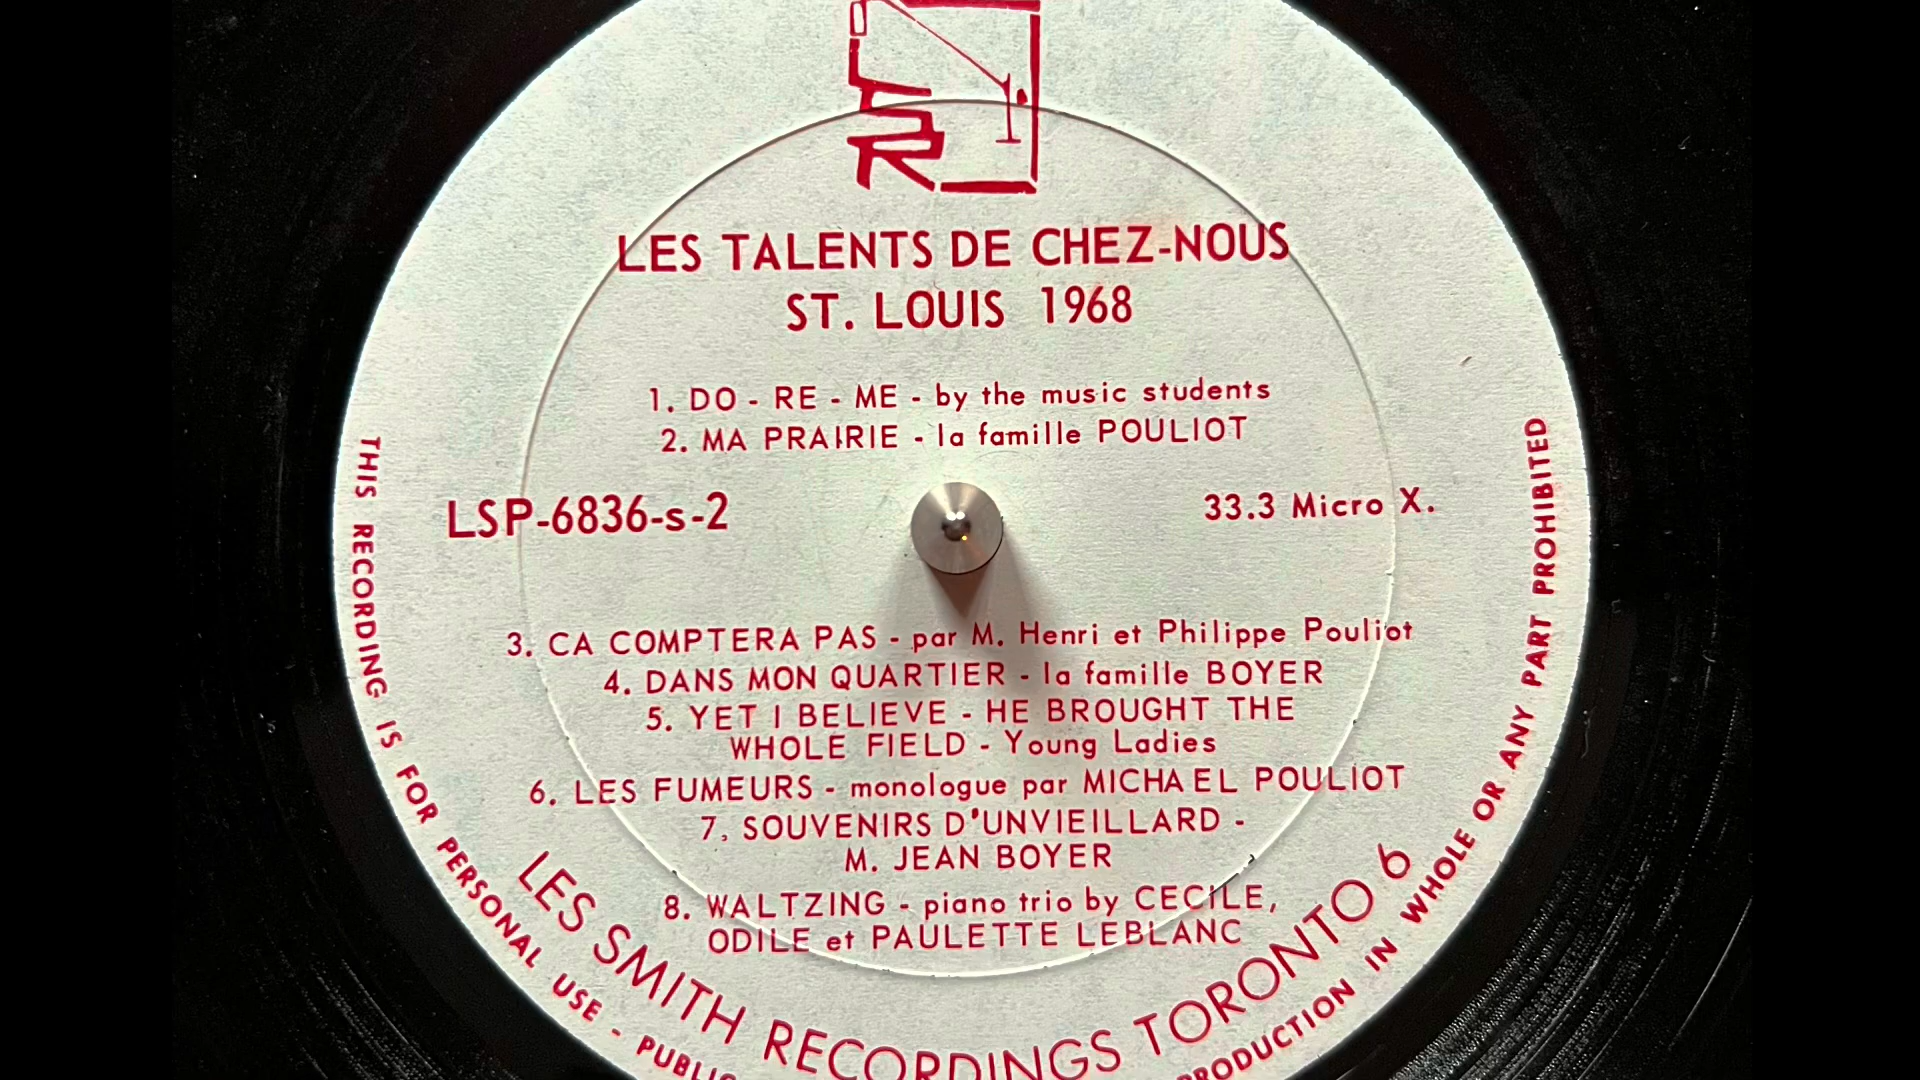 LES TALENTS DE CHEZ-NOUS
ST. LOUIS 1968
1. DO - RE - ME - by the music students
2. MA PRAIRIE - la famille POULIOT
LSP-6836-s-2
33.3 Micro X.
3. CA COMPTERA PAS - par M. Henri et Philippe Pouliot
4. DANS MON QUARTIER - la famille BOYER
5. YET I BELIEVE - HE BROUGHT THE
WHOLE FIELD - Young Ladies
6. LES FUMEURS - monologue par MICHAEL POULIOT
7. SOUVENIRS D'UNVIEILLARD -
M. JEAN BOYER
8. WALTZING - piano trio by CECILE,
ODILE et PAULETTE LEBLANC
LES SMITH RECORDINGS TORONTO 6
THIS RECORDING IS FOR PERSONAL USE - PUBLIC
PRODUCTION IN WHOLE OR ANY PART PROHIBITED